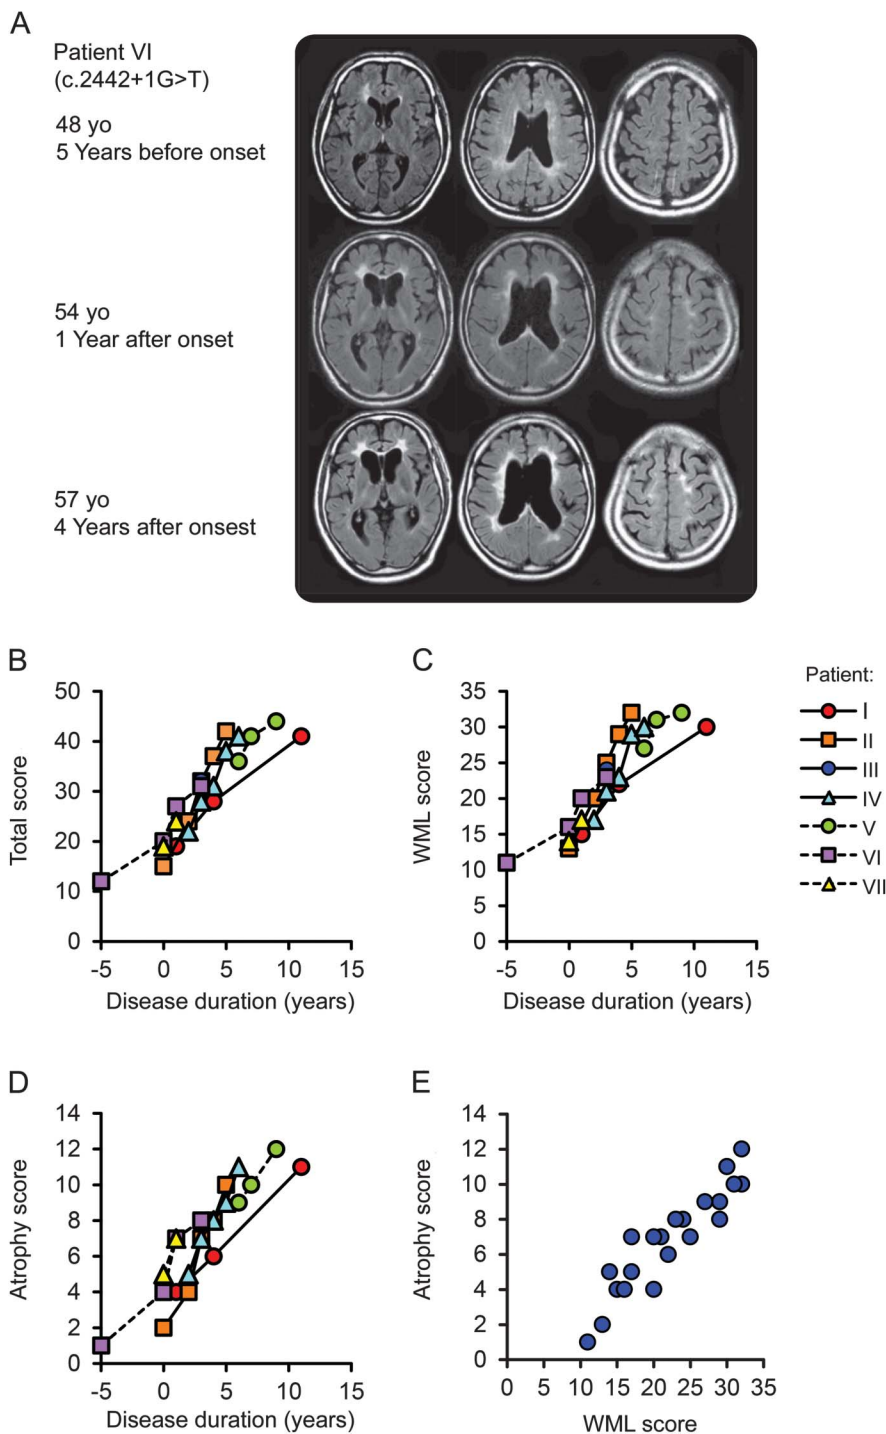 A
Patient VI
(c.2442+1G>T)
48 yo
5 Years before onset
54 yo
1 Year after onset
57 yo
4 Years after onsest
B
Total score
50
40
30
20
10
0
-5 0 5 10 15
Disease duration (years)
C
WML score
35
30
25
20
15
10
5
0
-5 0 5 10 15
Disease duration (years)
Patient:
I
II
III
IV
V
VI
VII
D
Atrophy score
14
12
10
8
6
4
2
0
-5 0 5 10 15
Disease duration (years)
E
Atrophy score
14
12
10
8
6
4
2
0
0 5 10 15 20 25 30 35
WML score